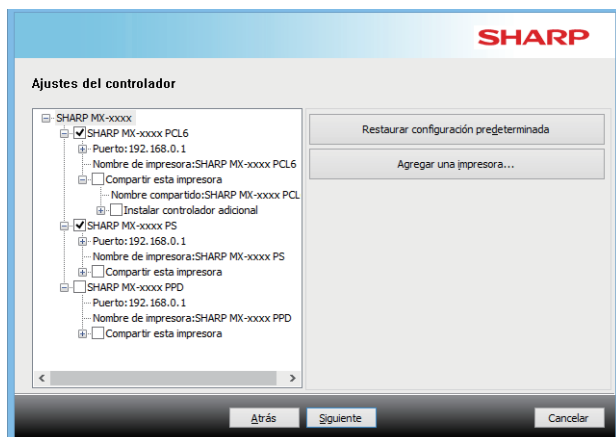 SHARP
Ajustes del controlador
SHARP MX-xxxx
SHARP MX-xxxx PCL6
Puerto:192.168.0.1
Nombre de impresora:SHARP MX-xxxx PCL6
Compartir esta impresora
Nombre compartido:SHARP MX-xxxx PCL
Instalar controlador adicional
SHARP MX-xxxx PS
Puerto:192.168.0.1
Nombre de impresora:SHARP MX-xxxx PS
Compartir esta impresora
SHARP MX-xxxx PPD
Puerto:192.168.0.1
Nombre de impresora:SHARP MX-xxxx PPD
Compartir esta impresora
Restaurar configuración predeterminada
Agregar una impresora...
Atrás
Siguiente
Cancelar